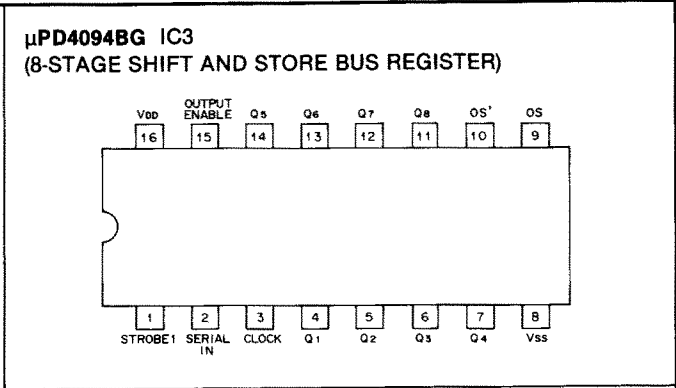 μPD4094BG IC3
(8-STAGE SHIFT AND STORE BUS REGISTER)
VDD OUTPUT ENABLE Q5 Q6 Q7 Q8 OS' OS
16 15 14 13 12 11 10 9
1 2 3 4 5 6 7 8
STROBE1 SERIAL IN CLOCK Q1 Q2 Q3 Q4 VSS